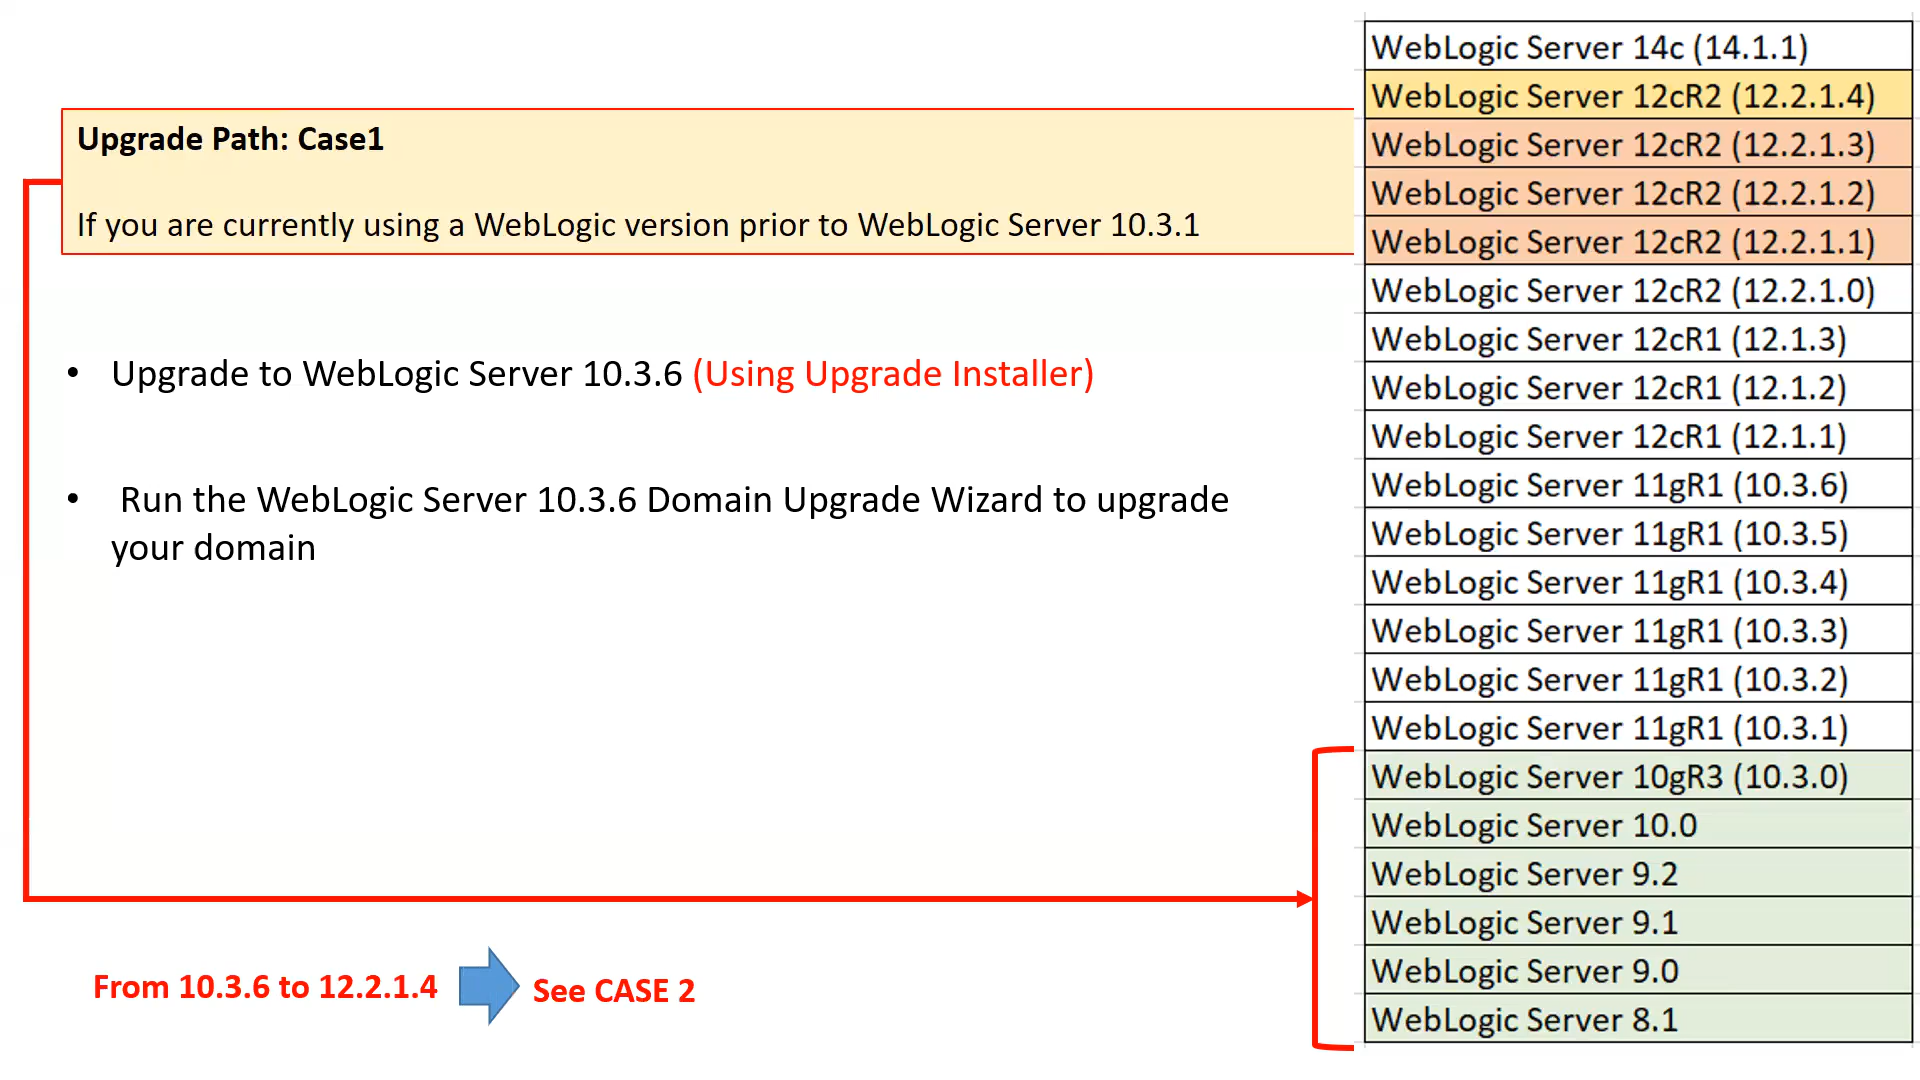 Upgrade Path: Case1
If you are currently using a WebLogic version prior to WebLogic Server 10.3.1
• Upgrade to WebLogic Server 10.3.6 (Using Upgrade Installer)
• Run the WebLogic Server 10.3.6 Domain Upgrade Wizard to upgrade
your domain
From 10.3.6 to 12.2.1.4
See CASE 2
WebLogic Server 14c (14.1.1)
WebLogic Server 12cR2 (12.2.1.4)
WebLogic Server 12cR2 (12.2.1.3)
WebLogic Server 12cR2 (12.2.1.2)
WebLogic Server 12cR2 (12.2.1.1)
WebLogic Server 12cR2 (12.2.1.0)
WebLogic Server 12cR1 (12.1.3)
WebLogic Server 12cR1 (12.1.2)
WebLogic Server 12cR1 (12.1.1)
WebLogic Server 11gR1 (10.3.6)
WebLogic Server 11gR1 (10.3.5)
WebLogic Server 11gR1 (10.3.4)
WebLogic Server 11gR1 (10.3.3)
WebLogic Server 11gR1 (10.3.2)
WebLogic Server 11gR1 (10.3.1)
WebLogic Server 10gR3 (10.3.0)
WebLogic Server 10.0
WebLogic Server 9.2
WebLogic Server 9.1
WebLogic Server 9.0
WebLogic Server 8.1